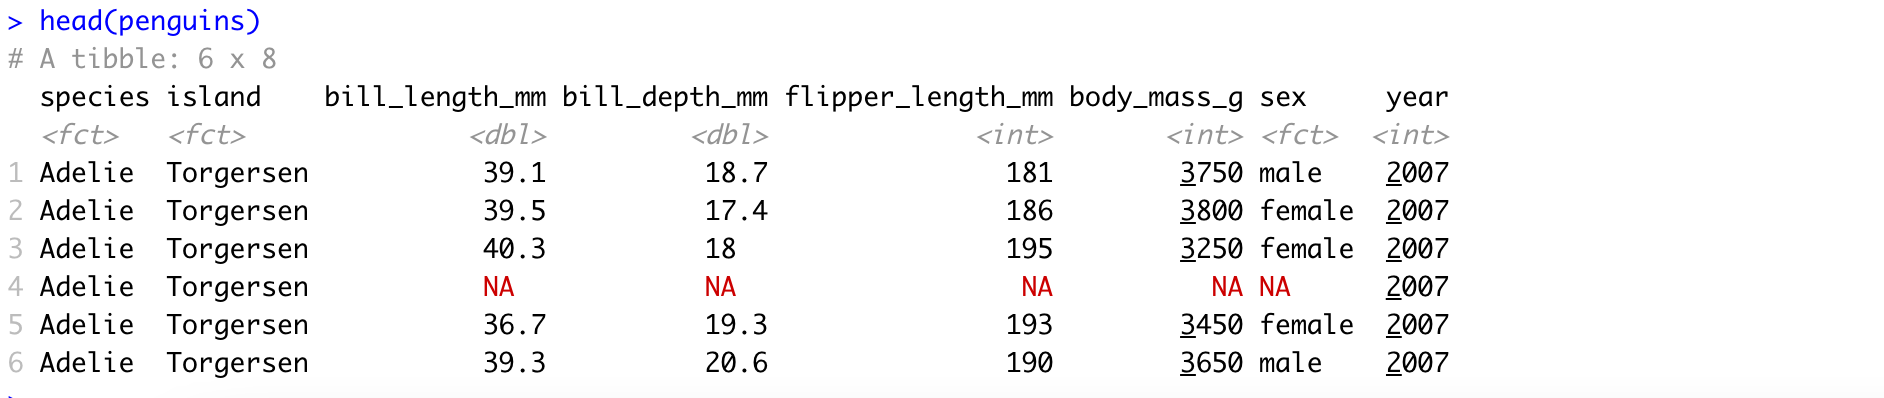 > head(penguins)
# A tibble: 6 x 8
  species island    bill_length_mm bill_depth_mm flipper_length_mm body_mass_g sex     year
  <fct>   <fct>              <dbl>         <dbl>             <int>       <int> <fct>  <int>
1 Adelie  Torgersen           39.1          18.7               181        3750 male    2007
2 Adelie  Torgersen           39.5          17.4               186        3800 female  2007
3 Adelie  Torgersen           40.3          18                 195        3250 female  2007
4 Adelie  Torgersen           NA            NA                  NA          NA NA      2007
5 Adelie  Torgersen           36.7          19.3               193        3450 female  2007
6 Adelie  Torgersen           39.3          20.6               190        3650 male    2007